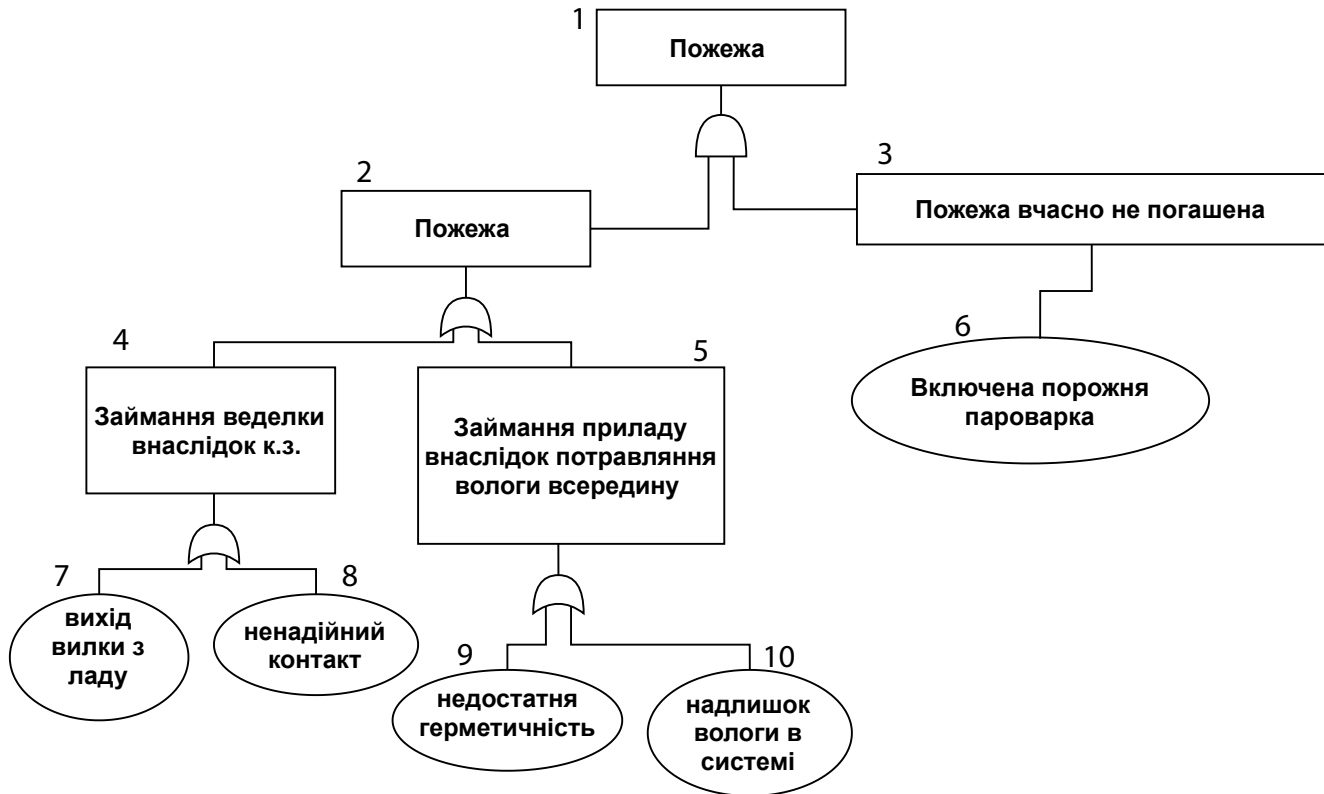 1
Пожежа
2
Пожежа
3
Пожежа вчасно не погашена
4
Займання веделки
внаслідок к.з.
5
Займання приладу
внаслідок потравляння
вологи всередину
6
Включена порожня
пароварка
7
вихід
вилки з
ладу
8
ненадійний
контакт
9
недостатня
герметичність
10
надлишок
вологи в
системі